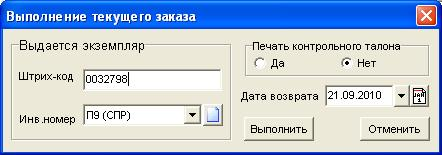 Выполнение текущего заказа
Выдается экземпляр
Штрих-код 0032798
Инв.номер П9 (СПР)
Печать контрольного талона
Да Нет
Дата возврата 21.09.2010
Выполнить Отменить